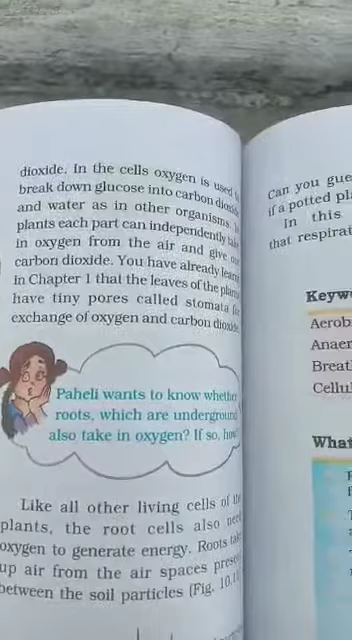 dioxide. In the cells oxygen is used
break down glucose into carbon dioxide
and water as in other organisms.
plants each part can independently take
in oxygen from the air and give out
carbon dioxide. You have already learnt
in Chapter 1 that the leaves of the plants
have tiny pores called stomata for
exchange of oxygen and carbon dioxide.
Paheli wants to know whether
roots, which are underground
also take in oxygen? If so, how
Like all other living cells of the
plants, the root cells also need
oxygen to generate energy. Roots take
up air from the air spaces present
between the soil particles (Fig. 10.1
Can you gue
if a potted pla
In this
that respirat
Keyw
Aerob
Anaer
Breat
Cellul
What